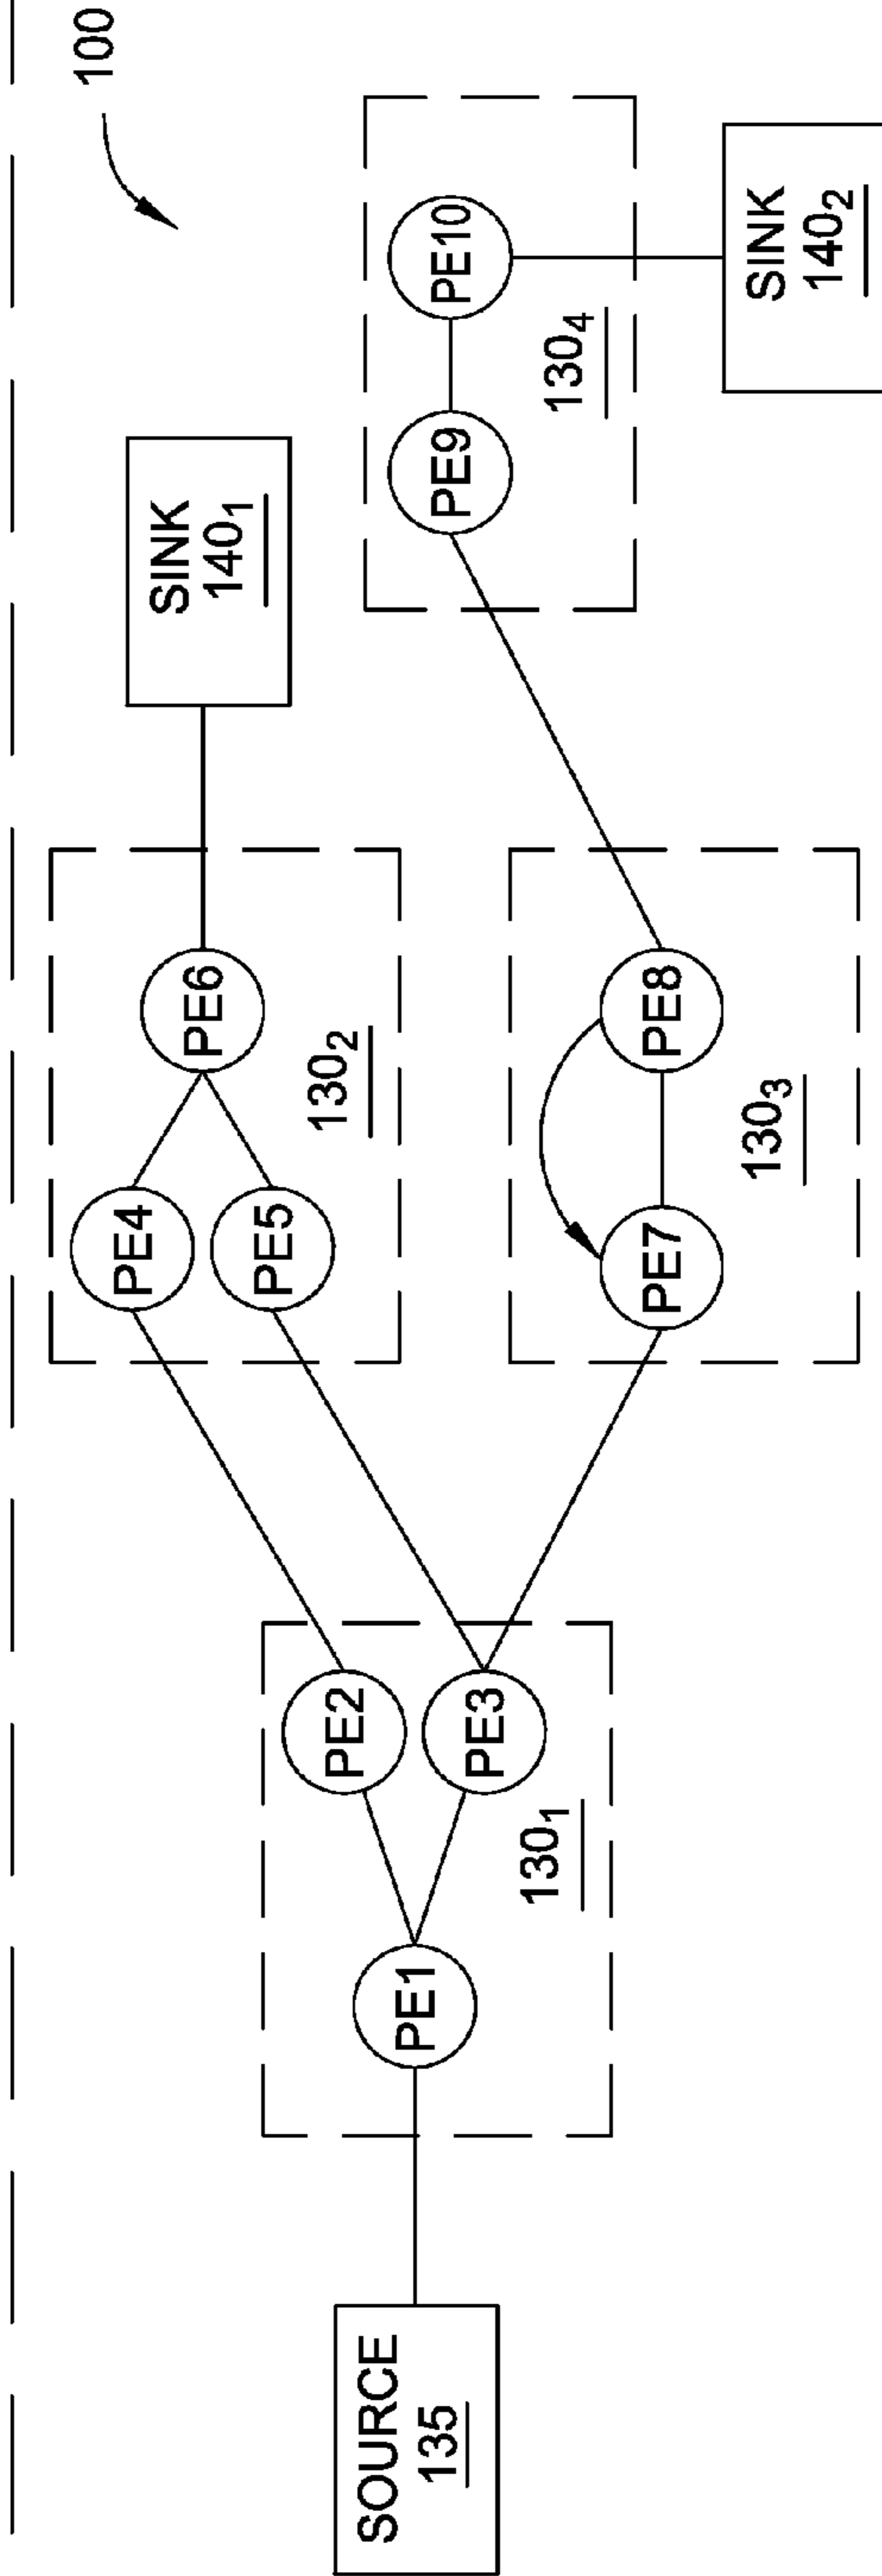 100
SOURCE
135
PE1
PE2
PE3
130₁
PE4
PE5
PE6
130₂
SINK
140₁
PE7
PE8
130₃
PE9
PE10
130₄
SINK
140₂